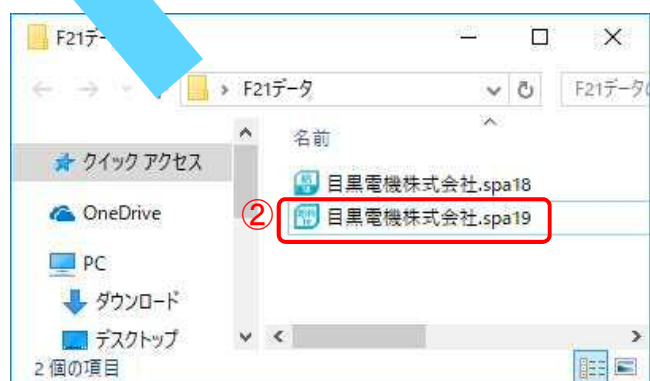 F21デー
F21データ
F21データの
名前
クイック アクセス
目黒電機株式会社.spa18
OneDrive
② 目黒電機株式会社.spa19
PC
ダウンロード
デスクトップ
2 個の項目